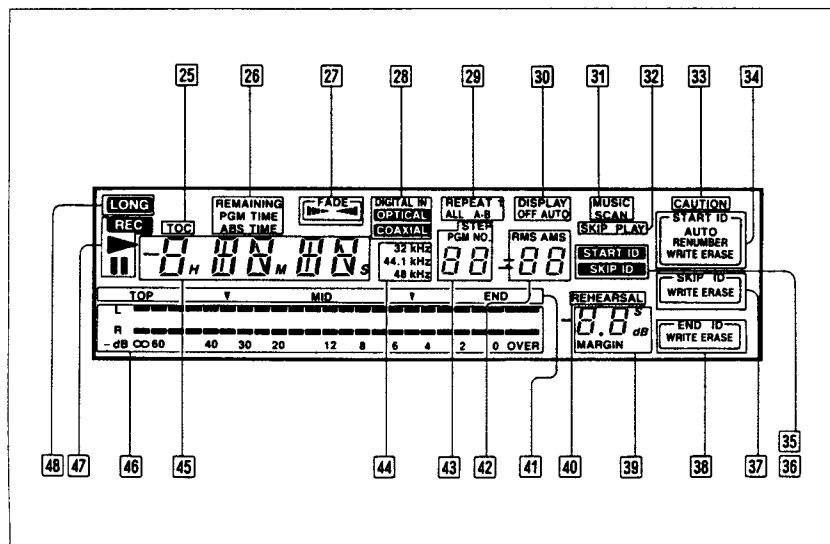 25 26 27 28 29 30 31 32 33 34
LONG REMAINING FADE DIGITAL IN REPEAT 1 DISPLAY MUSIC CAUTION
REC TOC PGM TIME OPTICAL ALL A-B OFF AUTO SCAN START ID
ABS TIME COAXIAL STEP SKIP PLAY AUTO
32 kHz PGM NO. RMS AMS START ID RENUMBER
44.1 kHz SKIP ID WRITE ERASE
48 kHz
H M S
SKIP ID
WRITE ERASE
TOP MID END REHEARSAL
L S
R dB END ID
- dB ∞ 60 40 30 20 12 8 6 4 2 0 OVER MARGIN WRITE ERASE
35
48 47 46 45 44 43 42 41 40 39 38 37 36